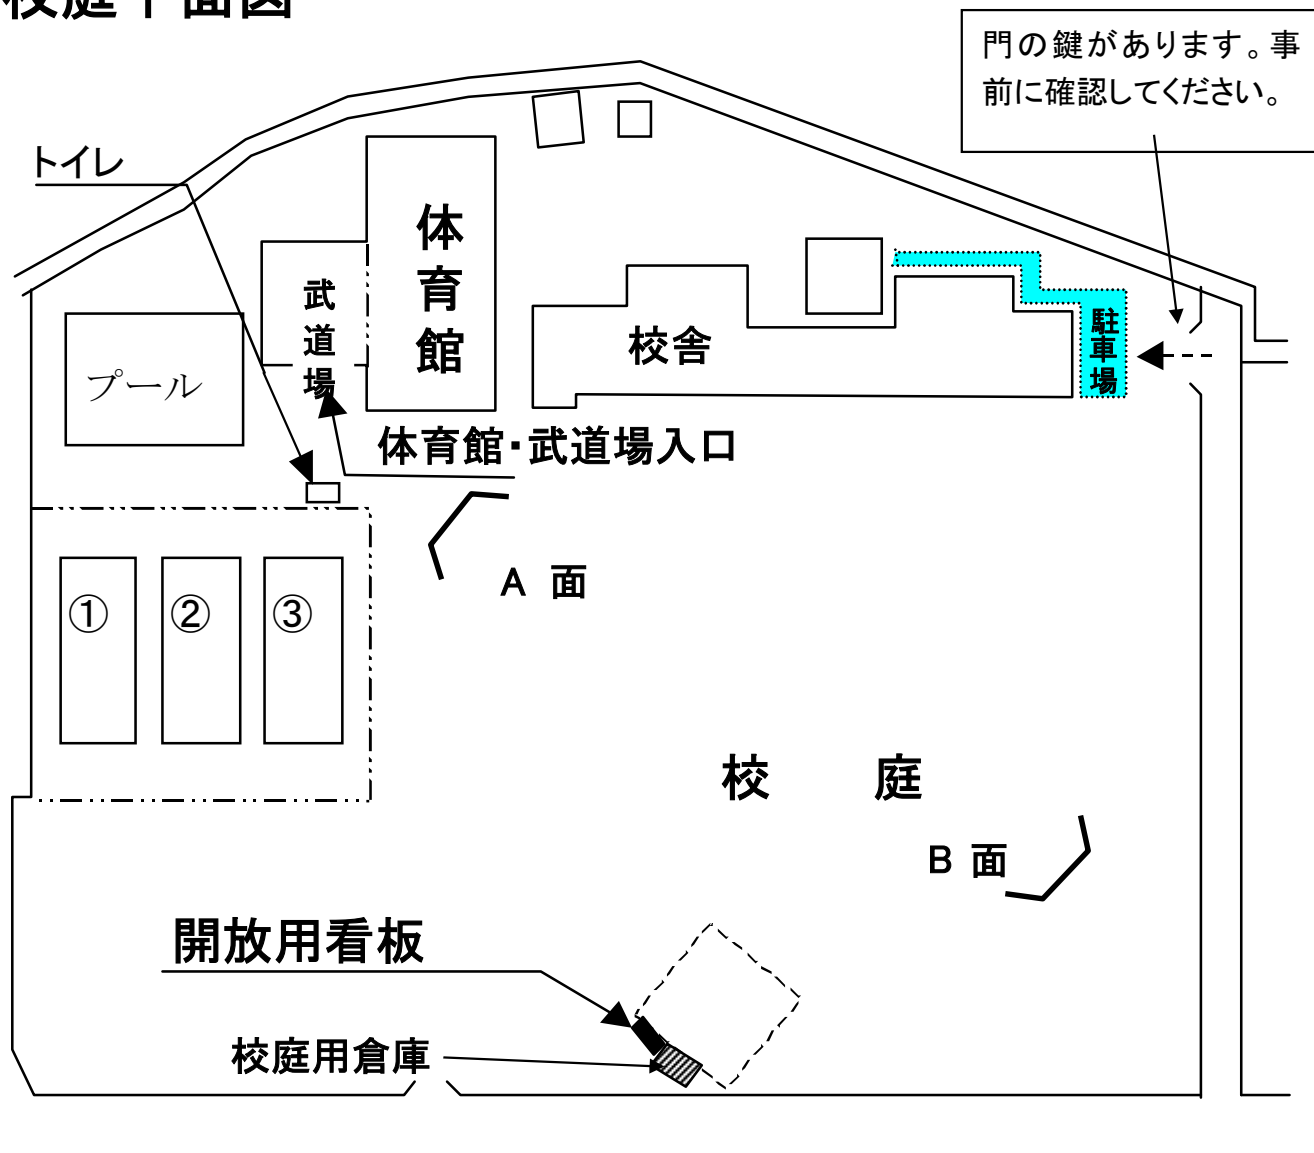 校庭平面図
門の鍵があります。事
前に確認してください。
トイレ
体育館
武道場
駐車場
校舎
プール
体育館・武道場入口
A 面
① ② ③
校 庭
B 面
開放用看板
校庭用倉庫